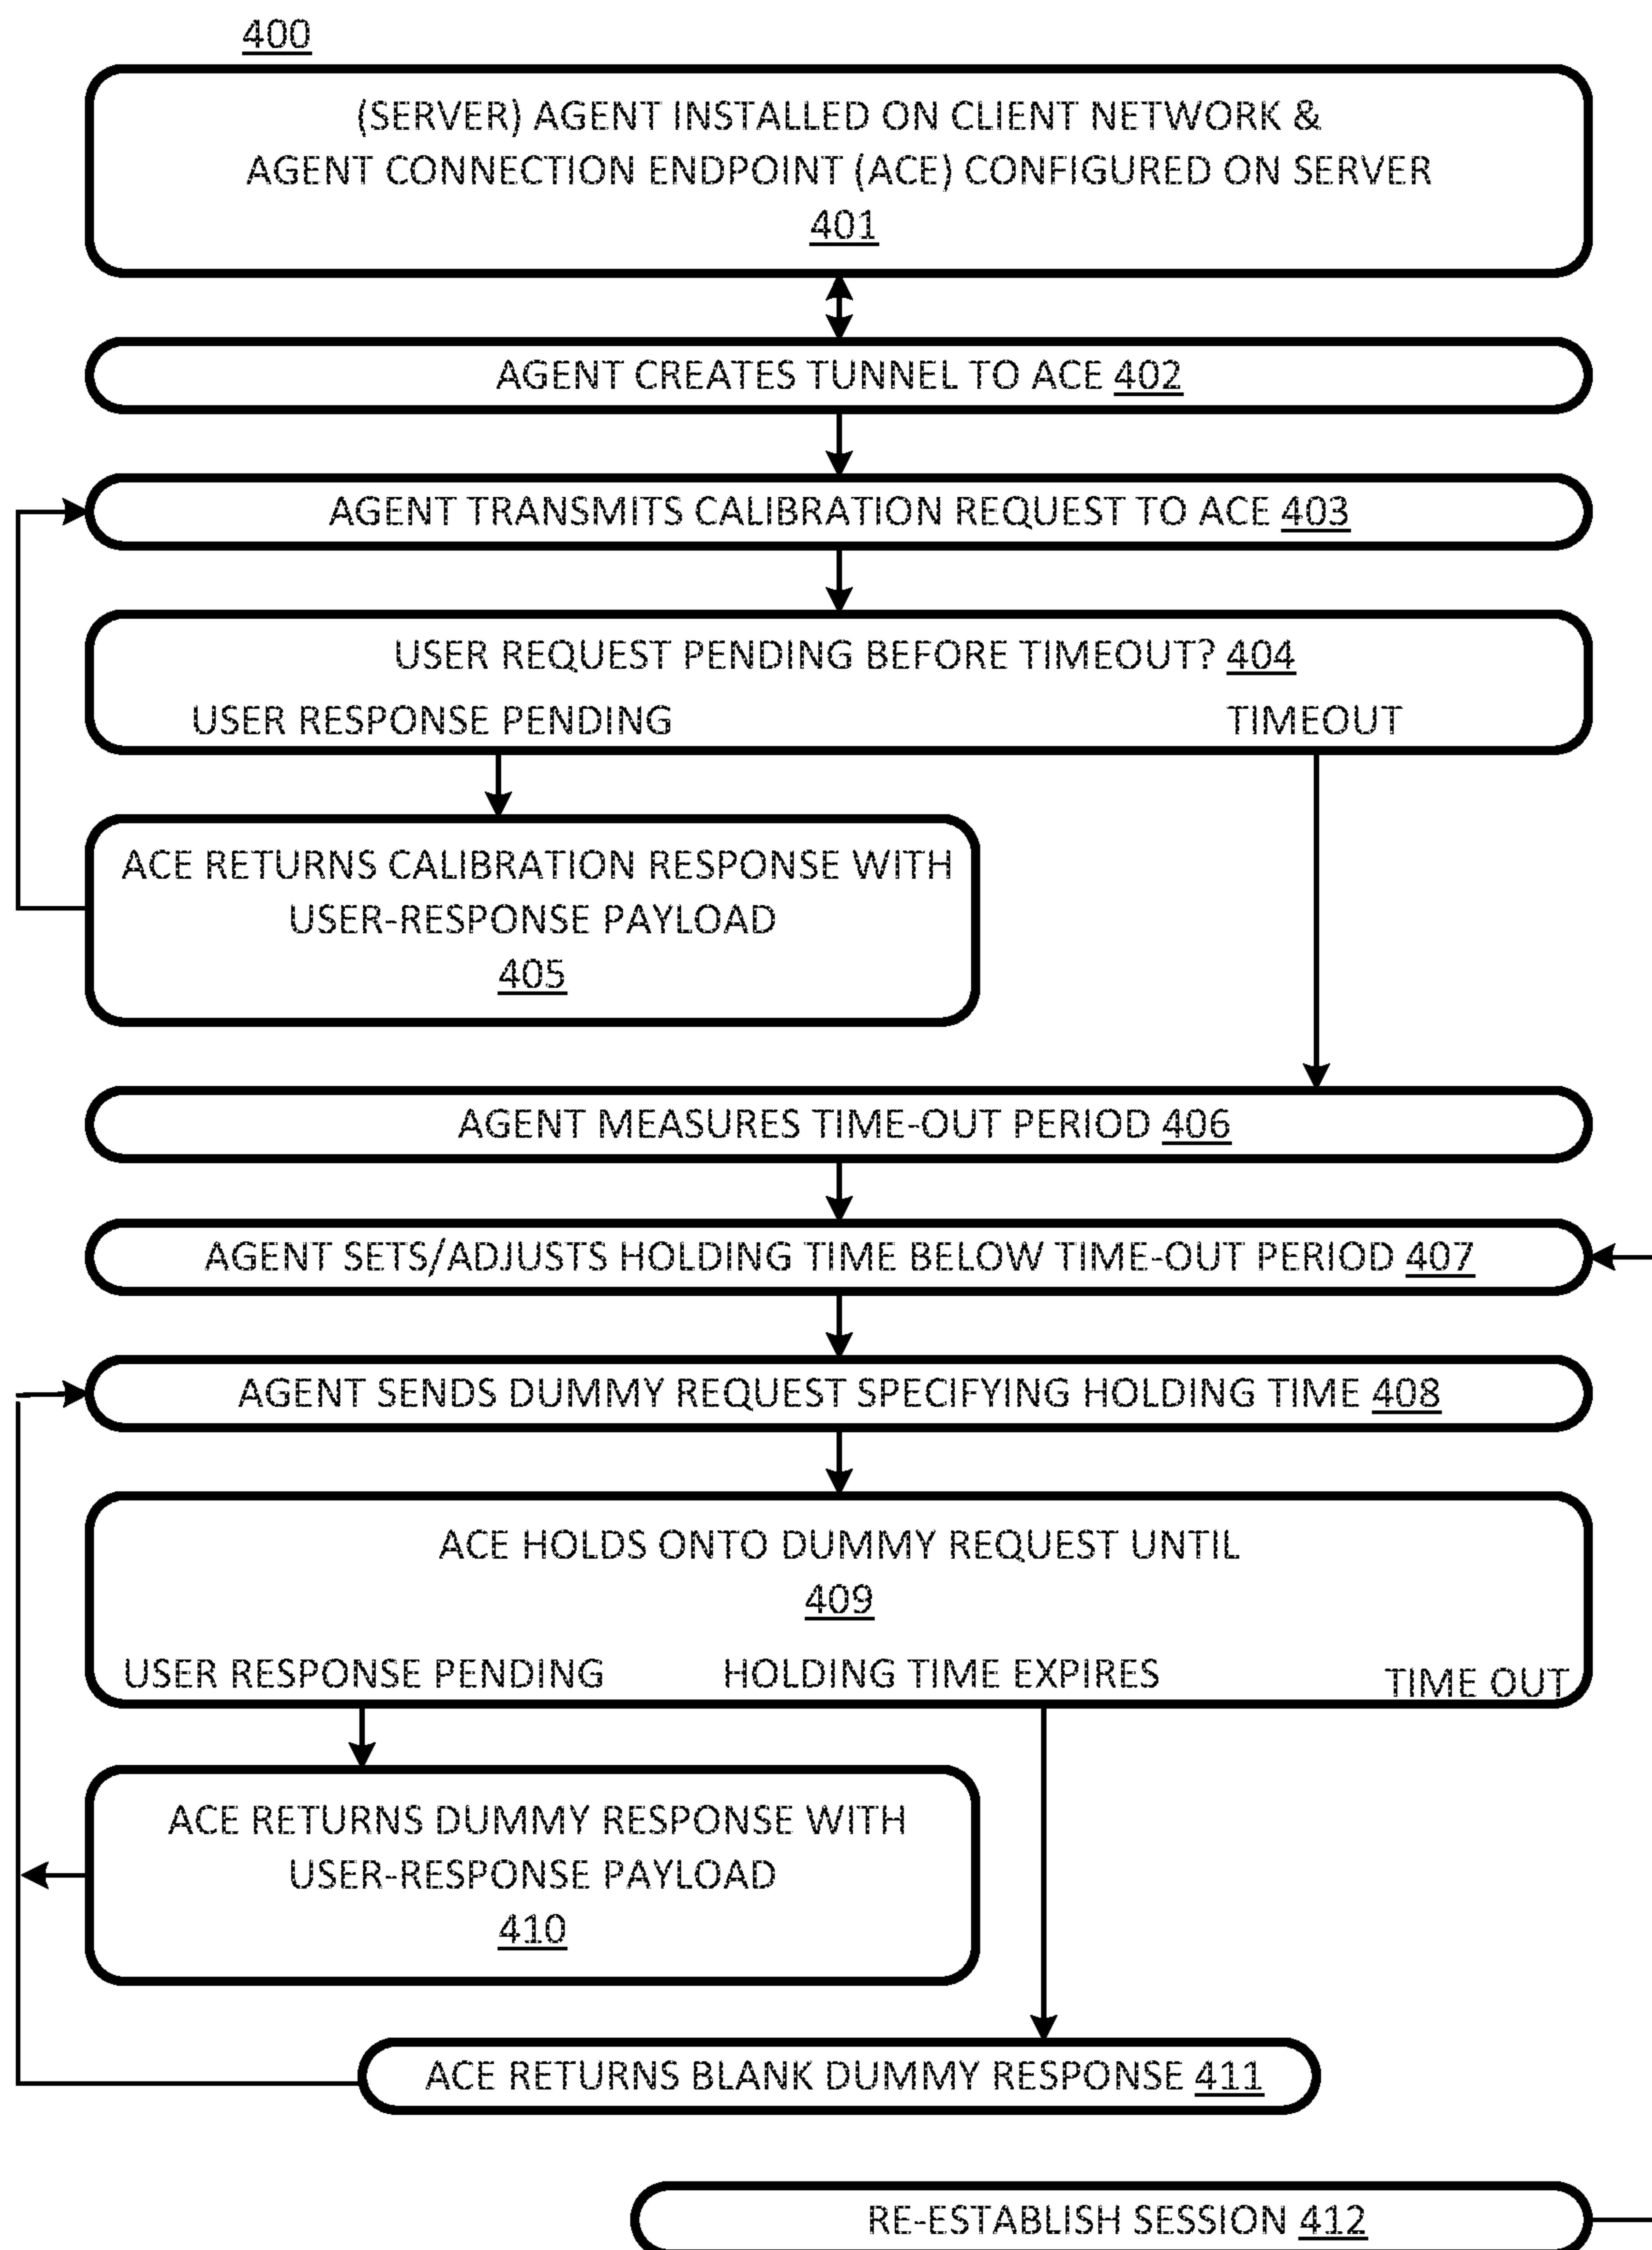 400
(SERVER) AGENT INSTALLED ON CLIENT NETWORK &
AGENT CONNECTION ENDPOINT (ACE) CONFIGURED ON SERVER
401
AGENT CREATES TUNNEL TO ACE 402
AGENT TRANSMITS CALIBRATION REQUEST TO ACE 403
USER REQUEST PENDING BEFORE TIMEOUT? 404
USER RESPONSE PENDING
TIMEOUT
ACE RETURNS CALIBRATION RESPONSE WITH
USER-RESPONSE PAYLOAD
405
AGENT MEASURES TIME-OUT PERIOD 406
AGENT SETS/ADJUSTS HOLDING TIME BELOW TIME-OUT PERIOD 407
AGENT SENDS DUMMY REQUEST SPECIFYING HOLDING TIME 408
ACE HOLDS ONTO DUMMY REQUEST UNTIL
409
USER RESPONSE PENDING
HOLDING TIME EXPIRES
TIME OUT
ACE RETURNS DUMMY RESPONSE WITH
USER-RESPONSE PAYLOAD
410
ACE RETURNS BLANK DUMMY RESPONSE 411
RE-ESTABLISH SESSION 412